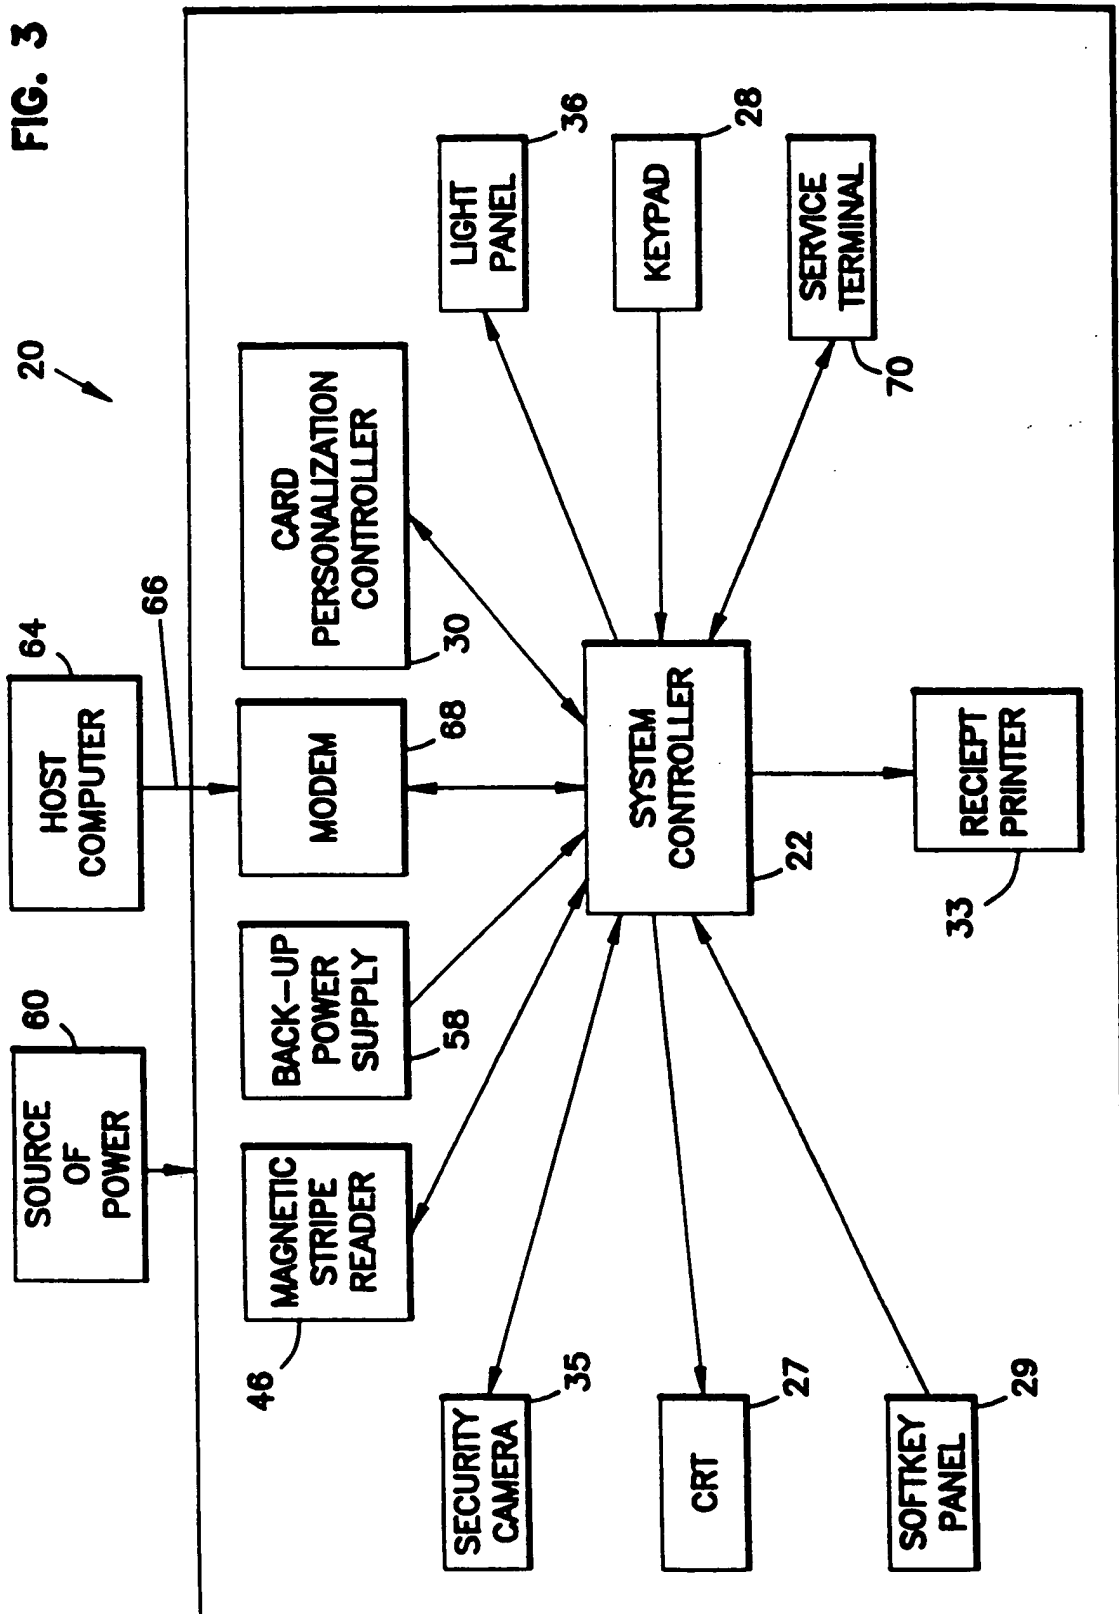 FIG. 3
20
SOURCE
OF
POWER
60
HOST
COMPUTER
64
66
MAGNETIC
STRIPE
READER
46
BACK-UP
POWER
SUPPLY
58
MODEM
68
CARD
PERSONALIZATION
CONTROLLER
30
SECURITY
CAMERA
35
LIGHT
PANEL
36
CRT
27
SYSTEM
CONTROLLER
22
KEYPAD
28
SOFTKEY
PANEL
29
SERVICE
TERMINAL
70
RECIEPT
PRINTER
33